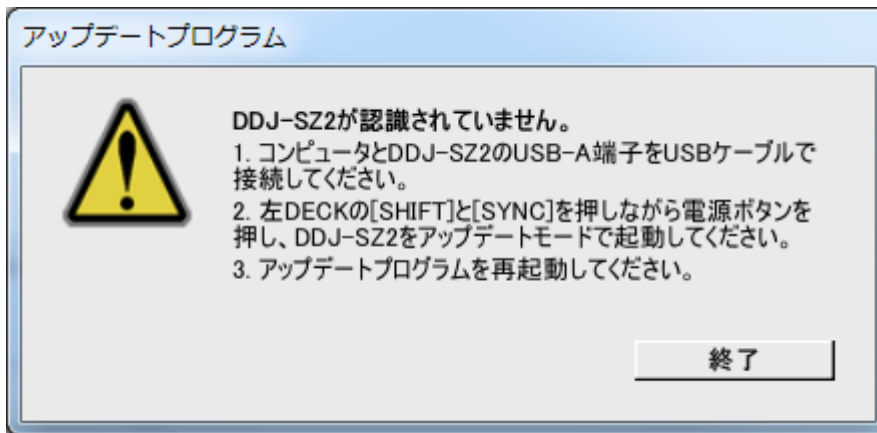 アップデートプログラム
DDJ-SZ2が認識されていません。
1. コンピュータとDDJ-SZ2のUSB-A端子をUSBケーブルで
接続してください。
2. 左DECKの[SHIFT]と[SYNC]を押しながら電源ボタンを
押し、DDJ-SZ2をアップデートモードで起動してください。
3. アップデートプログラムを再起動してください。
終了